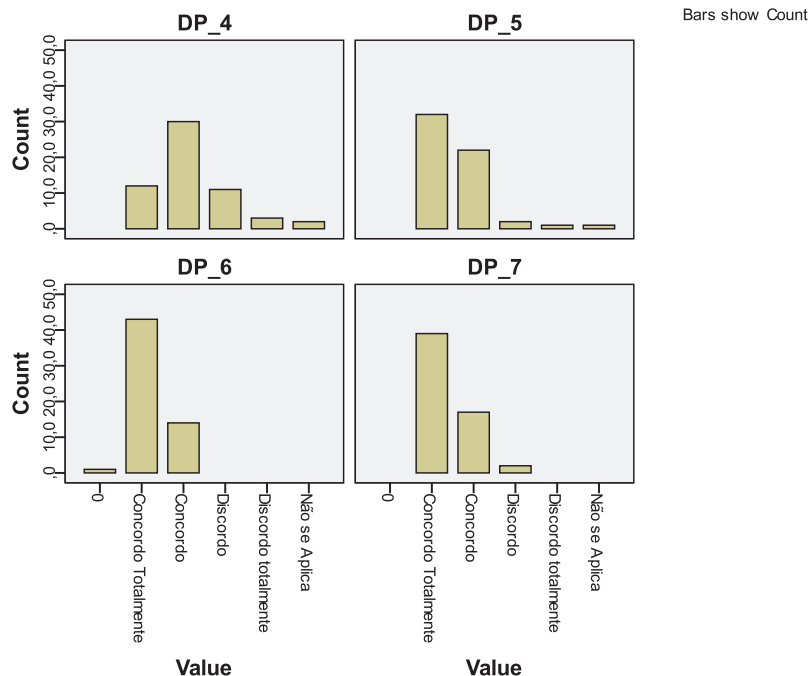 Bars show Count
DP_4
DP_5
Count
50,0
40,0
30,0
20,0
10,0
,0
DP_6
DP_7
Count
50,0
40,0
30,0
20,0
10,0
,0
0
Concordo Totalmente
Concordo
Discordo
Discordo totalmente
Não se Aplica
0
Concordo Totalmente
Concordo
Discordo
Discordo totalmente
Não se Aplica
Value
Value